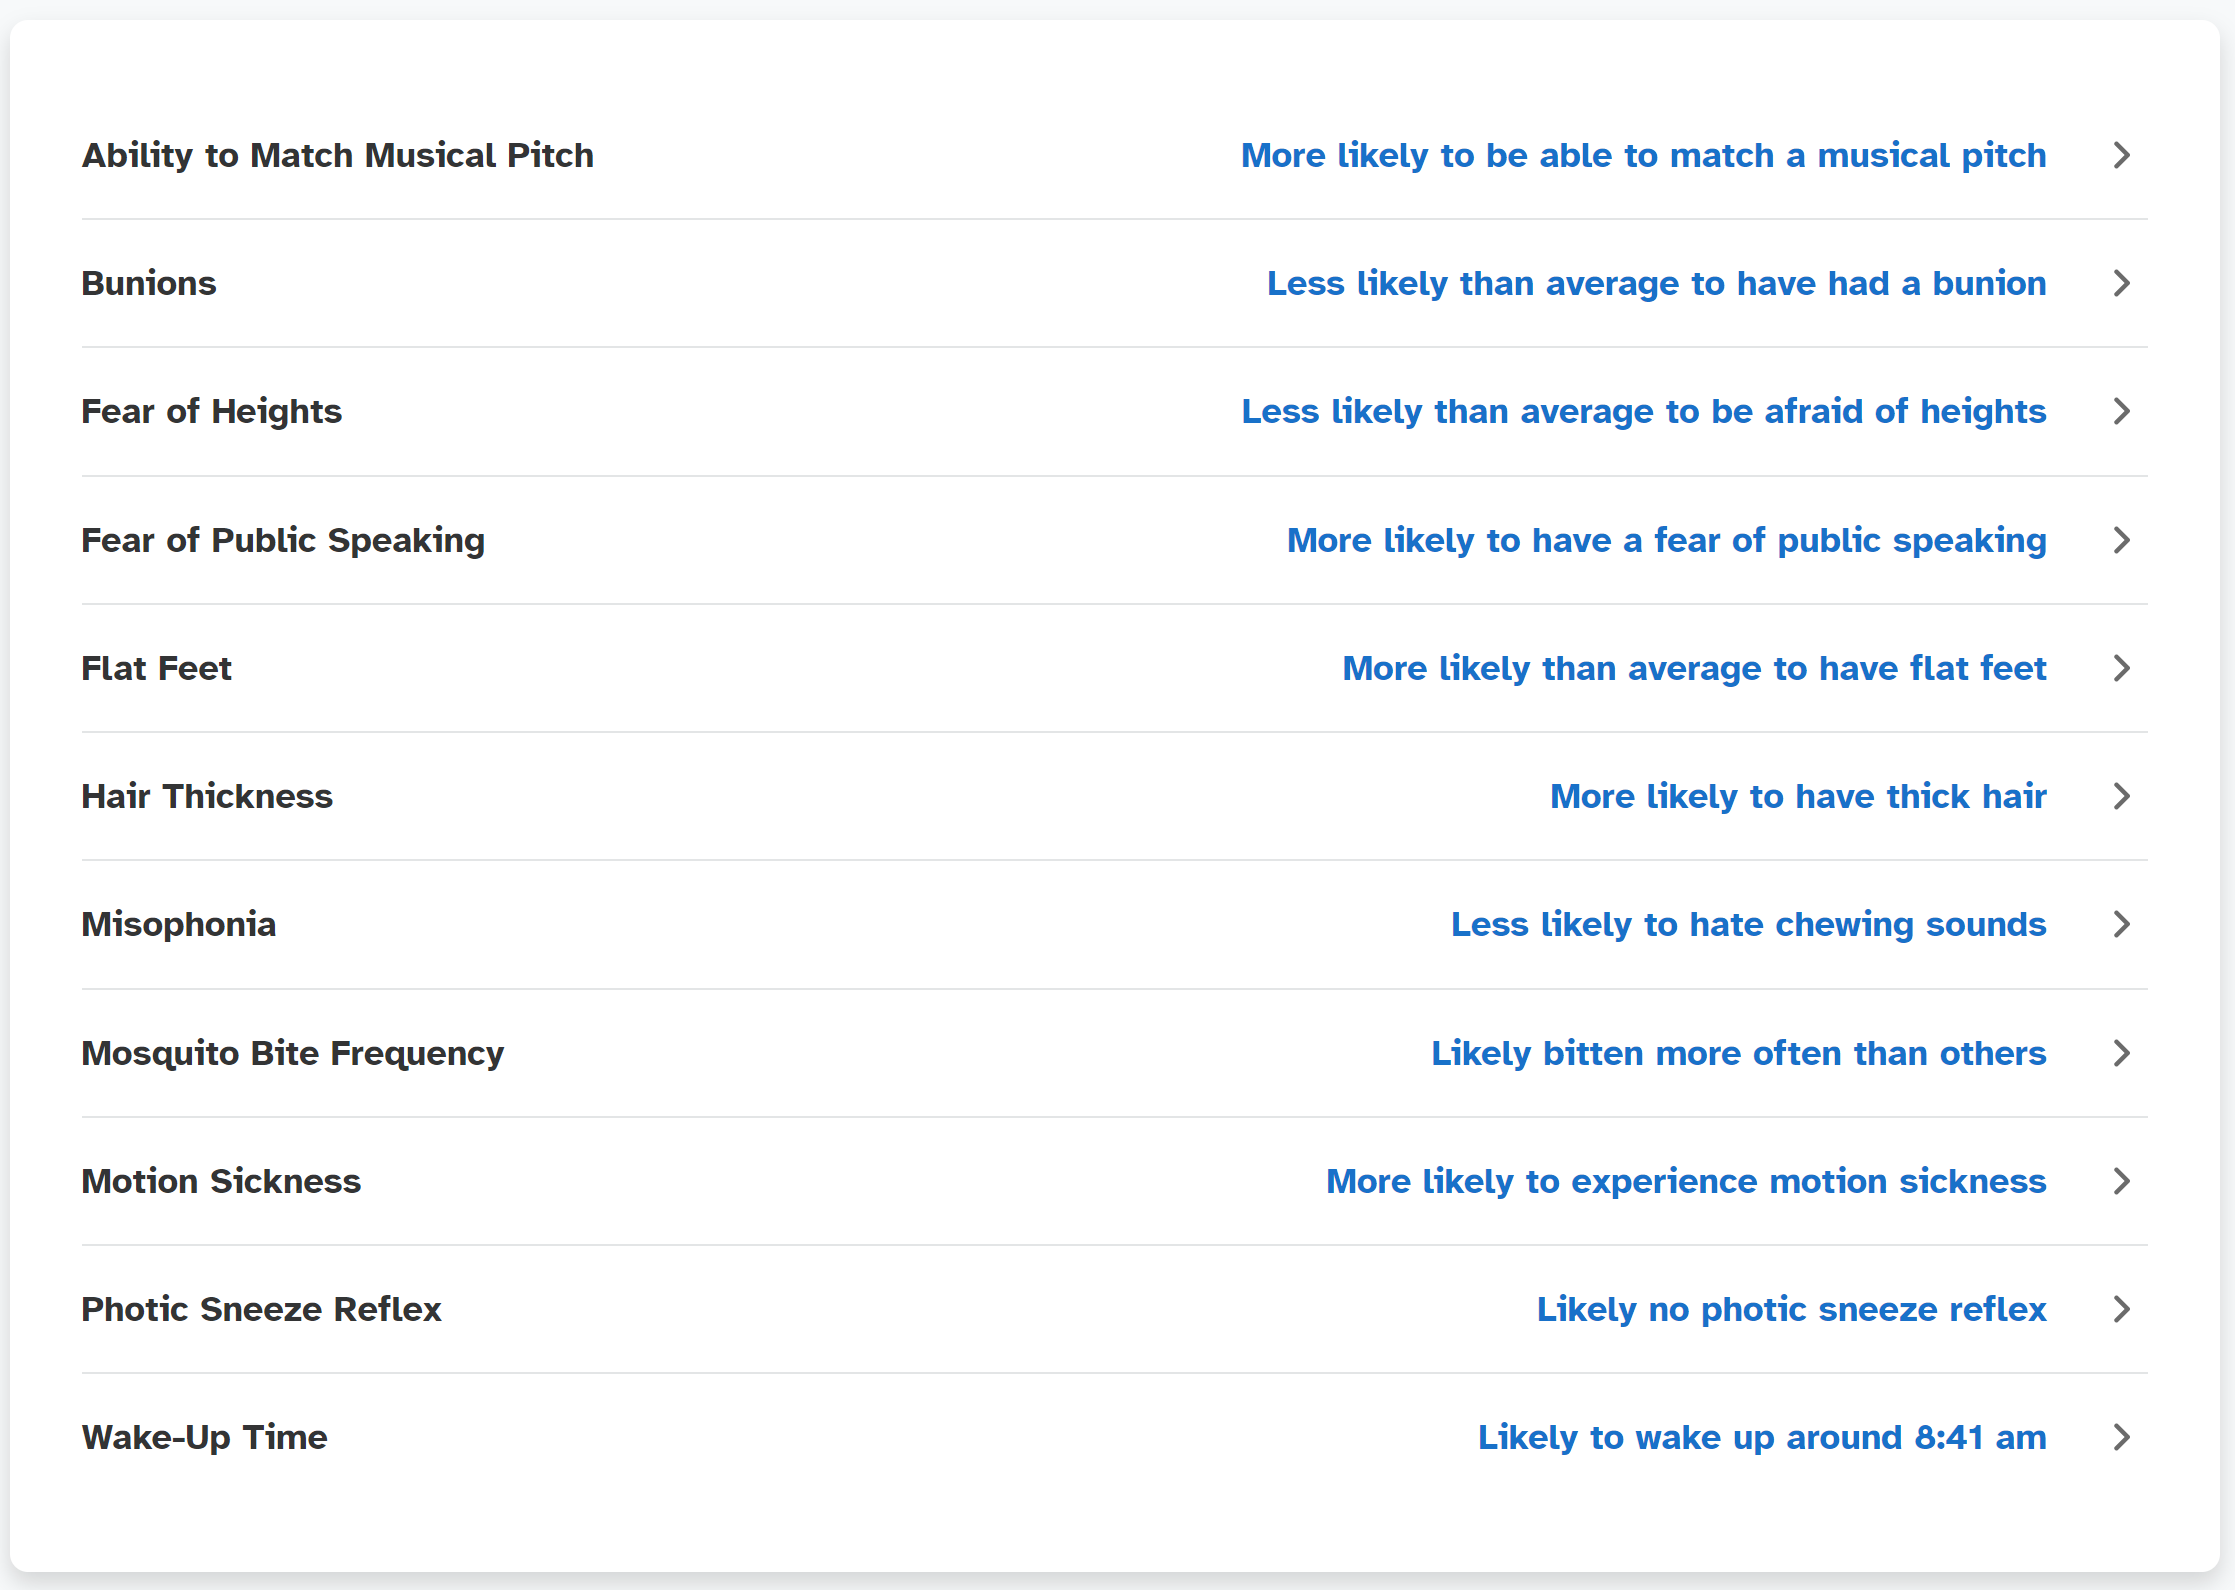 Ability to Match Musical Pitch More likely to be able to match a musical pitch
Bunions Less likely than average to have had a bunion
Fear of Heights Less likely than average to be afraid of heights
Fear of Public Speaking More likely to have a fear of public speaking
Flat Feet More likely than average to have flat feet
Hair Thickness More likely to have thick hair
Misophonia Less likely to hate chewing sounds
Mosquito Bite Frequency Likely bitten more often than others
Motion Sickness More likely to experience motion sickness
Photic Sneeze Reflex Likely no photic sneeze reflex
Wake-Up Time Likely to wake up around 8:41 am